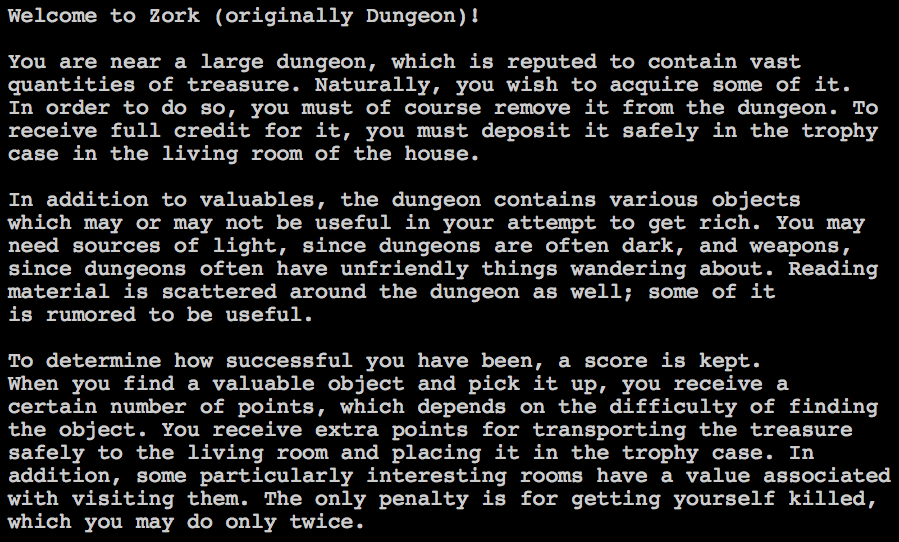 Welcome to Zork (originally Dungeon)!
You are near a large dungeon, which is reputed to contain vast
quantities of treasure. Naturally, you wish to acquire some of it.
In order to do so, you must of course remove it from the dungeon. To
receive full credit for it, you must deposit it safely in the trophy
case in the living room of the house.
In addition to valuables, the dungeon contains various objects
which may or may not be useful in your attempt to get rich. You may
need sources of light, since dungeons are often dark, and weapons,
since dungeons often have unfriendly things wandering about. Reading
material is scattered around the dungeon as well; some of it
is rumored to be useful.
To determine how successful you have been, a score is kept.
When you find a valuable object and pick it up, you receive a
certain number of points, which depends on the difficulty of finding
the object. You receive extra points for transporting the treasure
safely to the living room and placing it in the trophy case. In
addition, some particularly interesting rooms have a value associated
with visiting them. The only penalty is for getting yourself killed,
which you may do only twice.